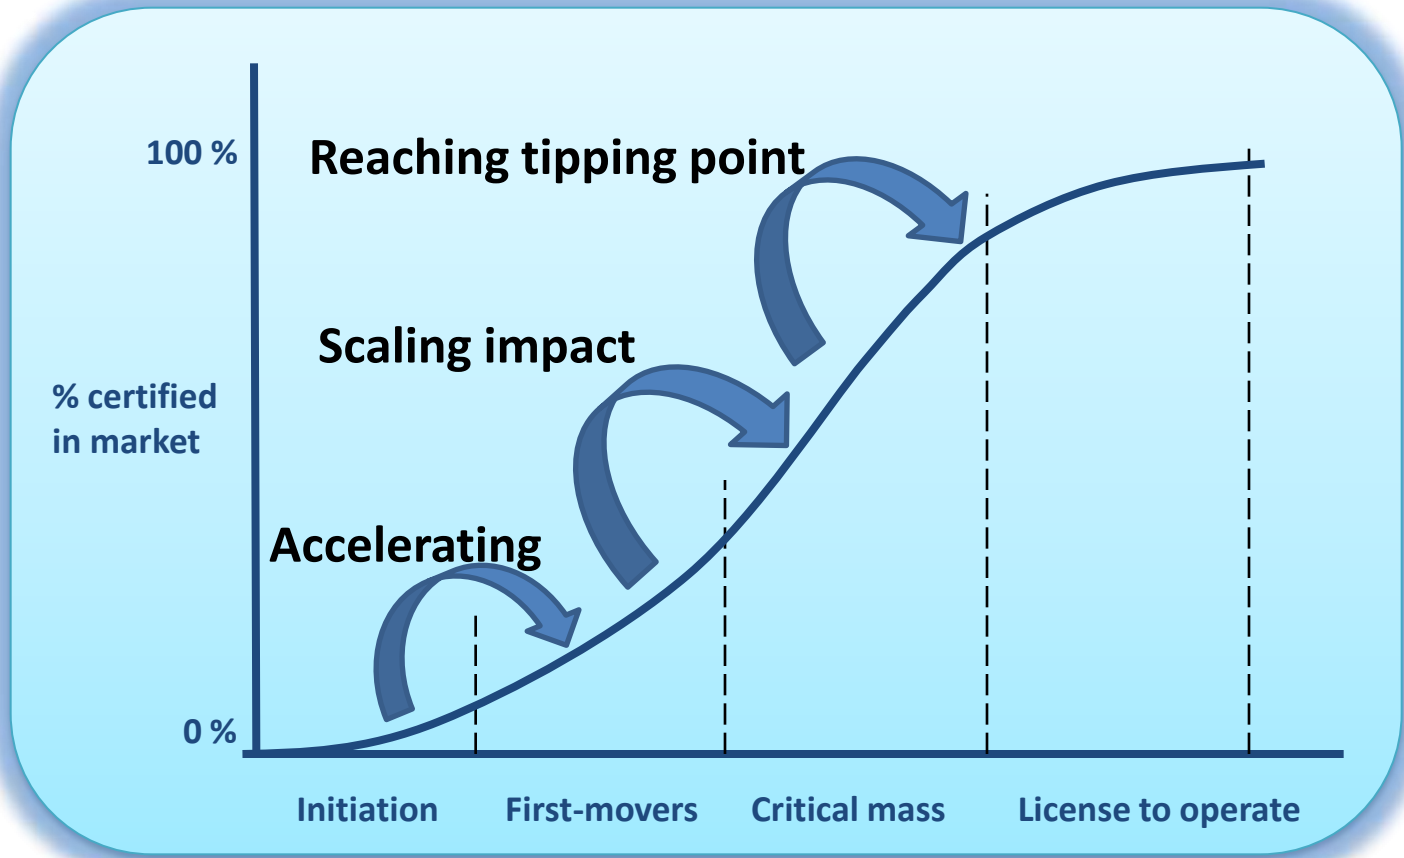 100 %
Reaching tipping point
Scaling impact
% certified
in market
Accelerating
0 %
Initiation
First-movers
Critical mass
License to operate